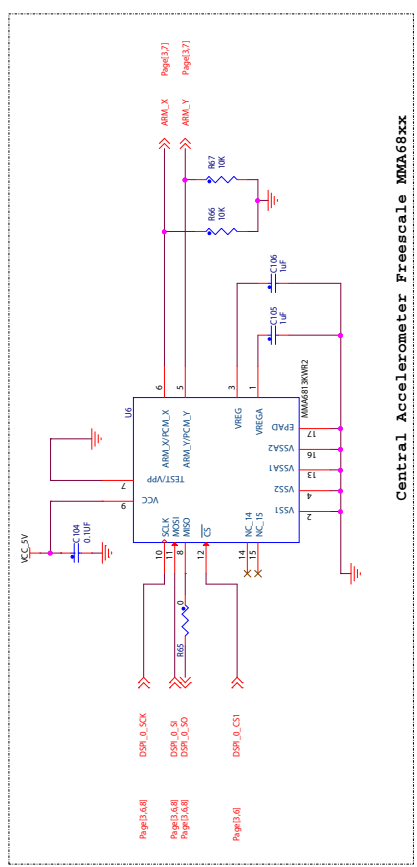 Central Accelerometer Freescale MMA68xx
VCC_5V
C104
0.1UF
U6
MMA6813KWR2
9
VCC
7
TEST/VPP
Page[3,6,8]
DSPI_0_SCK
10
SCLK
Page[3,6,8]
DSPI_0_SI
11
MOSI
Page[3,6,8]
DSPI_0_SO
R65
0
8
MISO
Page[3,6]
DSPI_0_CS1
12
CS
14
NC_14
15
NC_15
ARM_X/PCM_X
6
ARM_X
Page[3,7]
ARM_Y/PCM_Y
5
ARM_Y
Page[3,7]
R66
10K
R67
10K
VREG
3
VREGA
1
C105
1uF
C106
1uF
VSS1
2
VSS2
4
VSSA1
13
VSSA2
16
EPAD
17